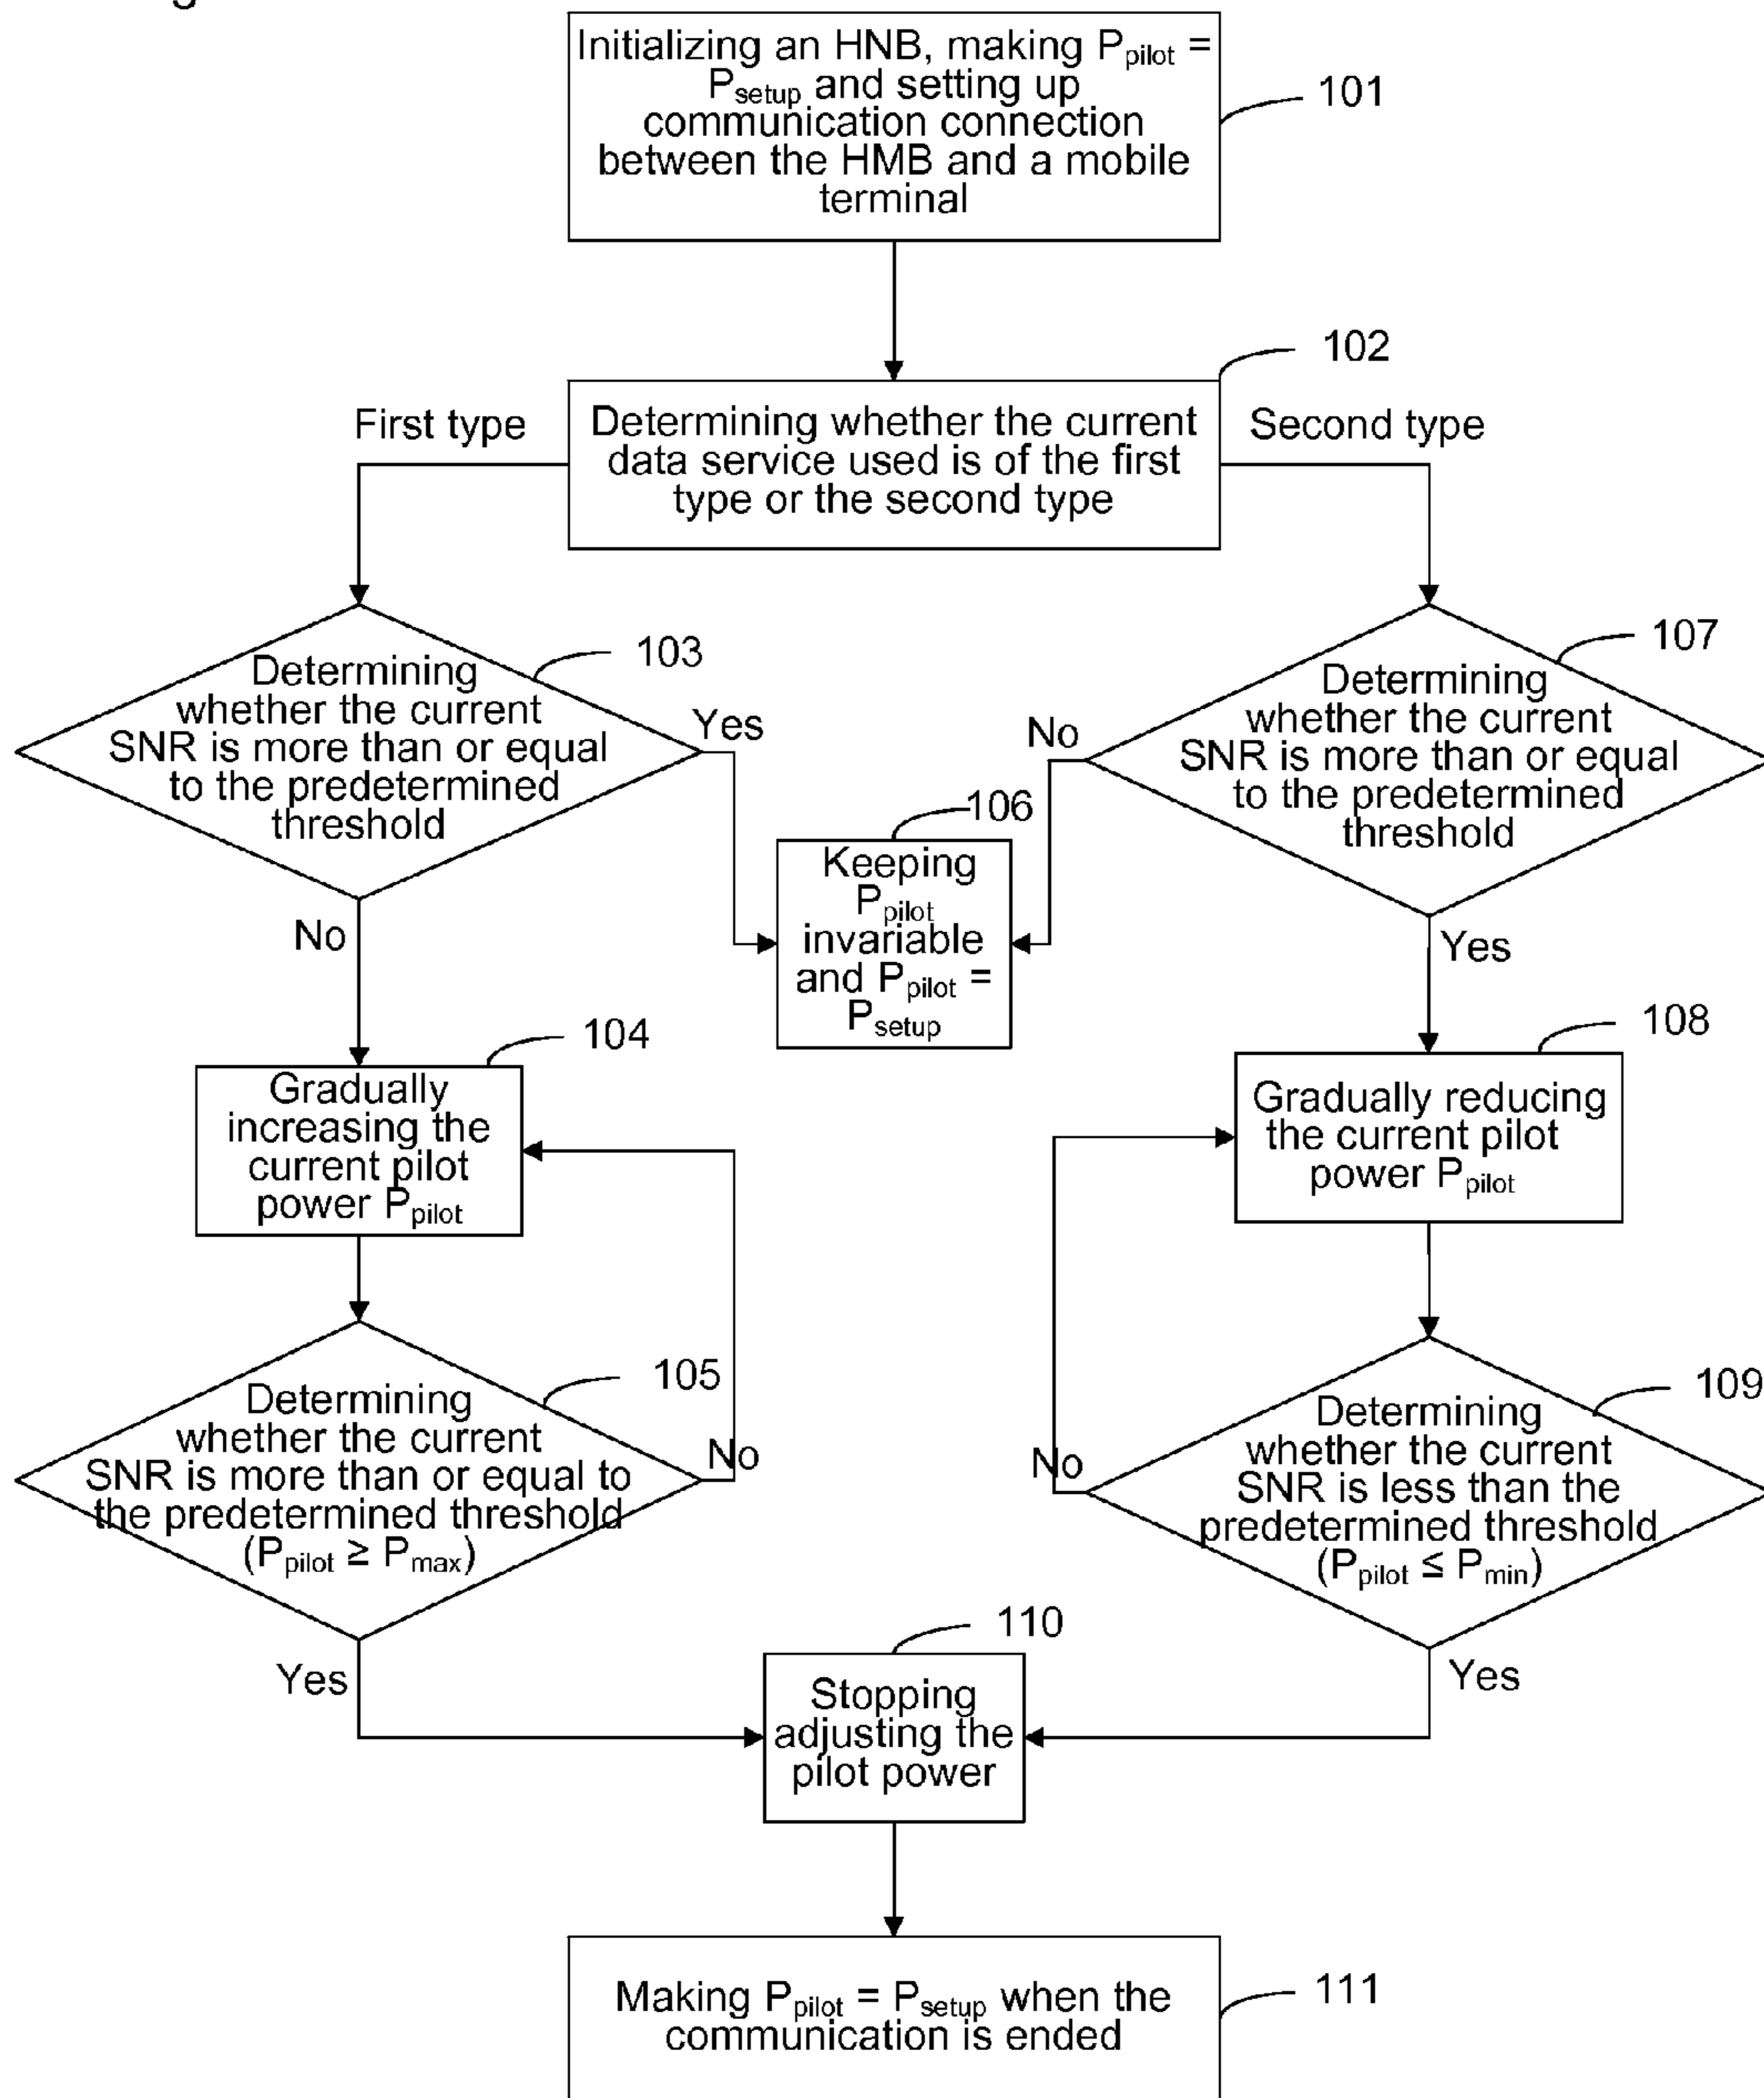 Initializing an HNB, making Ppilot =
Psetup and setting up
communication connection
between the HMB and a mobile
terminal
101
102
First type
Determining whether the current
data service used is of the first
type or the second type
Second type
103
Determining
whether the current
SNR is more than or equal
to the predetermined
threshold
Yes
No
107
Determining
whether the current
SNR is more than or equal
to the predetermined
threshold
No
Yes
106
Keeping
Ppilot
invariable
and Ppilot =
Psetup
104
Gradually
increasing the
current pilot
power Ppilot
108
Gradually reducing
the current pilot
power Ppilot
105
Determining
whether the current
SNR is more than or equal to
the predetermined threshold
(Ppilot ≥ Pmax)
No
Yes
109
Determining
whether the current
SNR is less than the
predetermined threshold
(Ppilot ≤ Pmin)
No
Yes
110
Stopping
adjusting the
pilot power
111
Making Ppilot = Psetup when the
communication is ended